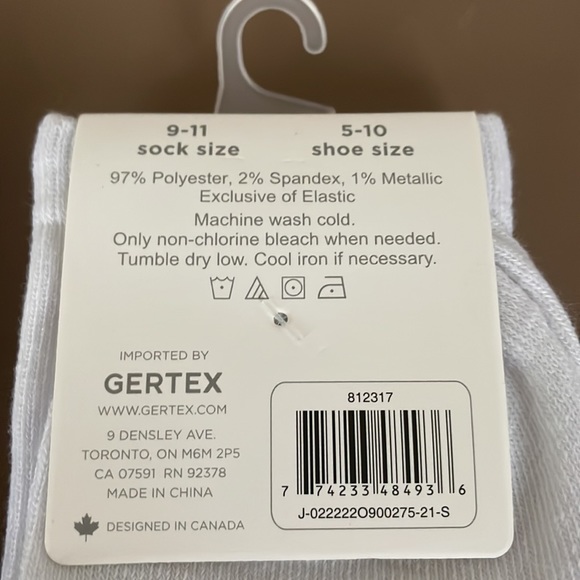 9-11
sock size
5-10
shoe size
97% Polyester, 2% Spandex, 1% Metallic
Exclusive of Elastic
Machine wash cold.
Only non-chlorine bleach when needed.
Tumble dry low. Cool iron if necessary.
IMPORTED BY
GERTEX
WWW.GERTEX.COM
9 DENSLEY AVE.
TORONTO, ON M6M 2P5
CA 07591 RN 92378
MADE IN CHINA
DESIGNED IN CANADA
812317
7 74233 48493 6
J-022222O900275-21-S